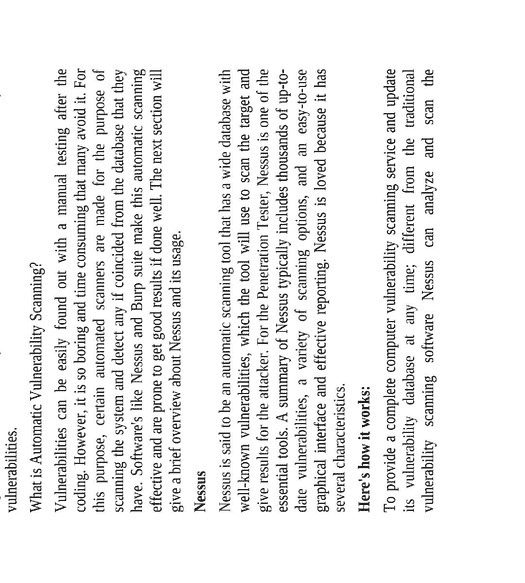 vulnerabilities.
What is Automatic Vulnerability Scanning?
Vulnerabilities can be easily found out with a manual testing after the
coding. However, it is so boring and time consuming that many avoid it. For
this purpose, certain automated scanners are made for the purpose of
scanning the system and detect any if coincided from the database that they
have. Software's like Nessus and Burp suite make this automatic scanning
effective and are prone to get good results if done well. The next section will
give a brief overview about Nessus and its usage.
Nessus
Nessus is said to be an automatic scanning tool that has a wide database with
well-known vulnerabilities, which the tool will use to scan the target and
give results for the attacker. For the Penetration Tester, Nessus is one of the
essential tools. A summary of Nessus typically includes thousands of up-to-
date vulnerabilities, a variety of scanning options, and an easy-to-use
graphical interface and effective reporting. Nessus is loved because it has
several characteristics.
Here's how it works:
To provide a complete computer vulnerability scanning service and update
its vulnerability database at any time; different from the traditional
vulnerability scanning software Nessus can analyze and scan the